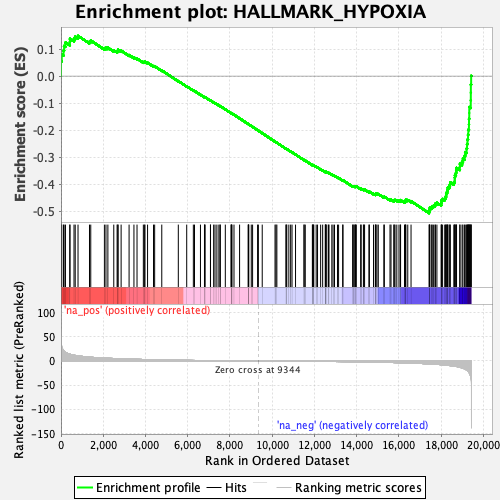 Enrichment plot: HALLMARK_HYPOXIA
Enrichment score (ES)
0.1
0.0
-0.1
-0.2
-0.3
-0.4
-0.5
'na_pos' (positively correlated)
Ranked list metric (PreRanked)
100
50
0
-50
-100
-150
Zero cross at 9344
'na_neg' (negatively correlated)
0
2,000
4,000
6,000
8,000
10,000
12,000
14,000
16,000
18,000
20,000
Rank in Ordered Dataset
Enrichment profile
Hits
Ranking metric scores